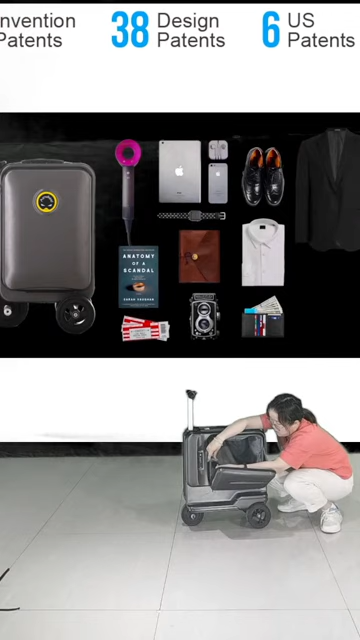 nvention
Patents
38 Design
Patents
6 US
Patents
ANATOMY
OF A
SCANDAL
SARAH VAUGHAN